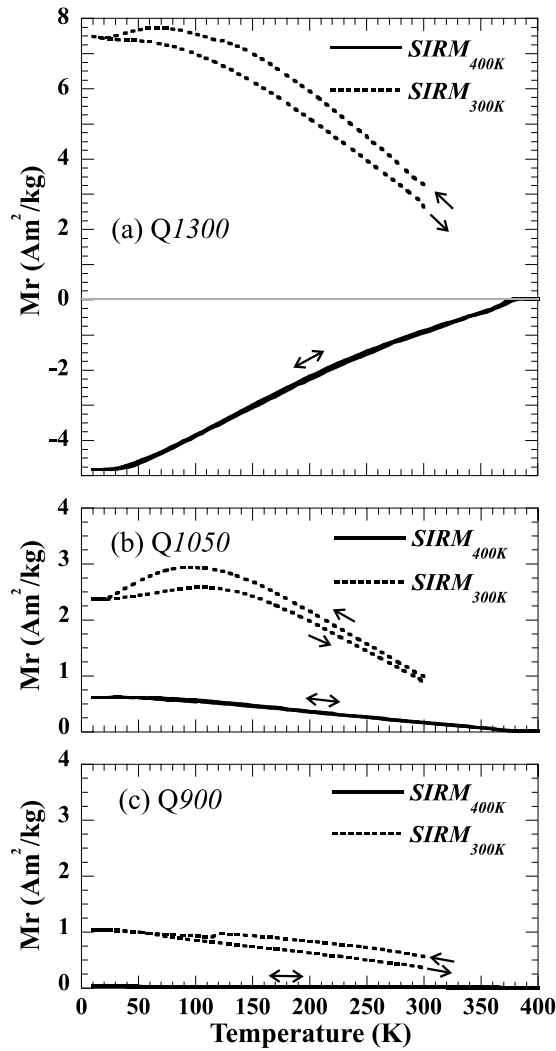 8
6
4
2
0
-2
-4
Mr (Am²/kg)
SIRM400K
SIRM300K
(a) Q1300
4
3
2
1
0
Mr (Am²/kg)
(b) Q1050
SIRM400K
SIRM300K
4
3
2
1
0
Mr (Am²/kg)
(c) Q900
SIRM400K
SIRM300K
0 50 100 150 200 250 300 350 400
Temperature (K)